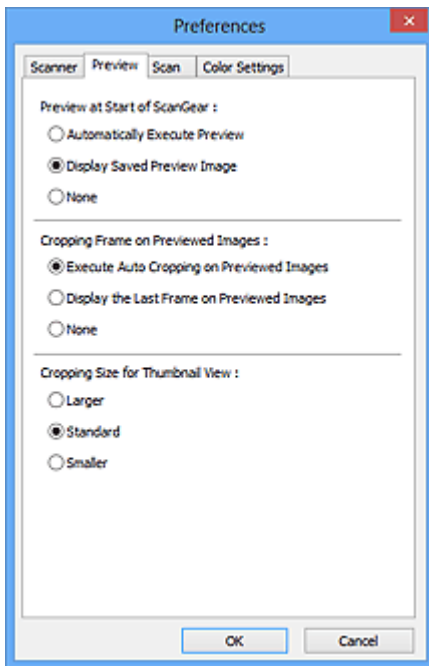 Preferences
Scanner Preview Scan Color Settings
Preview at Start of ScanGear :
Automatically Execute Preview
Display Saved Preview Image
None
Cropping Frame on Previewed Images :
Execute Auto Cropping on Previewed Images
Display the Last Frame on Previewed Images
None
Cropping Size for Thumbnail View :
Larger
Standard
Smaller
OK Cancel